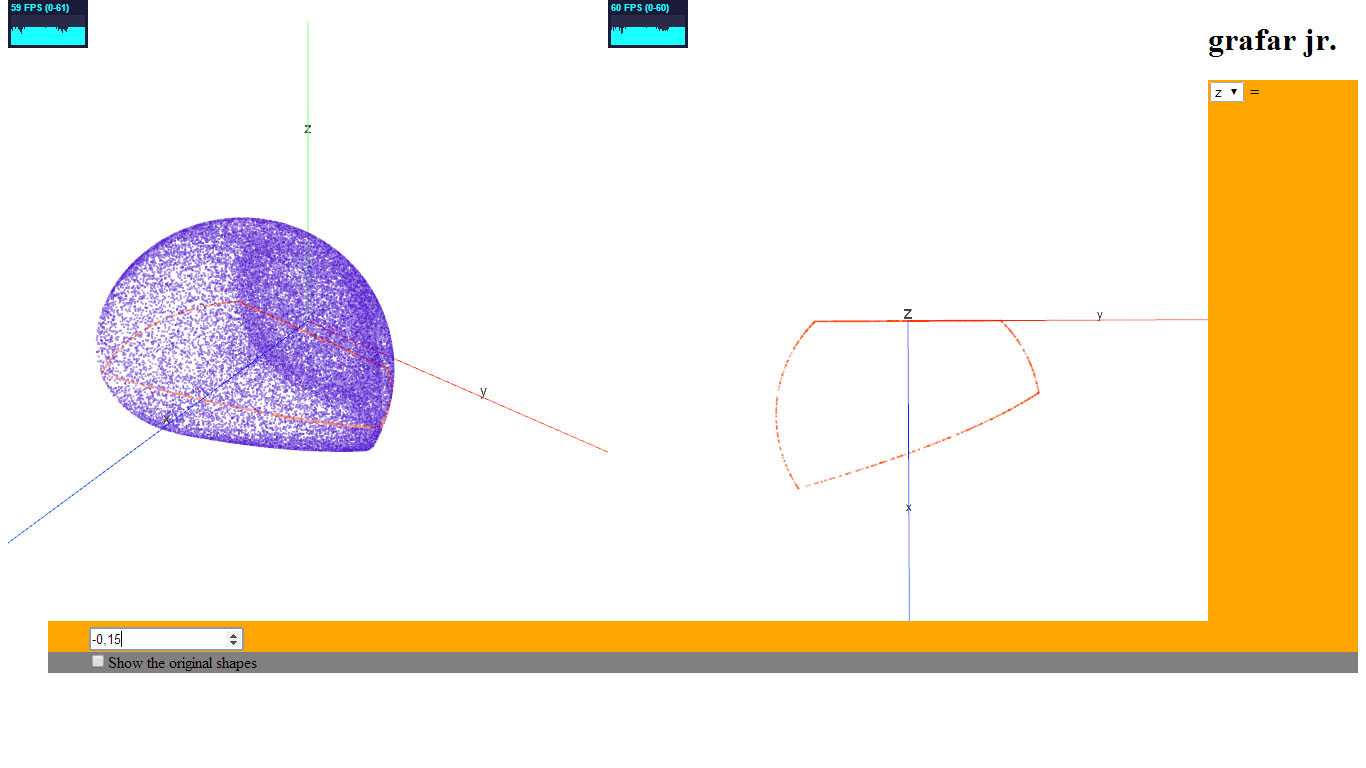 59 FPS (0-61)
60 FPS (0-60)
grafar jr.
z =
z
y
x
z
y
x
-0,15
Show the original shapes